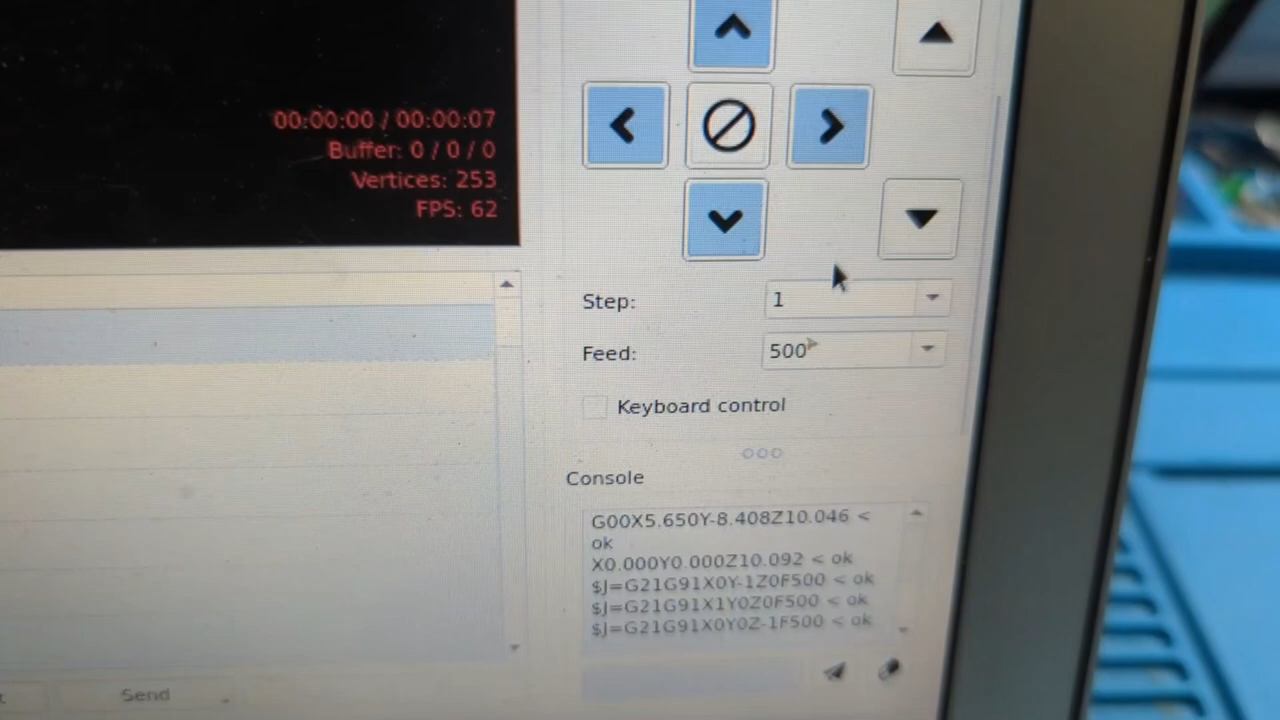 00:00:00 / 00:00:07
Buffer: 0 / 0 / 0
Vertices: 253
FPS: 62
Step:
1
Feed:
500
Keyboard control
Console
G00X5.650Y-8.408Z10.046 <
ok
X0.000Y0.000Z10.092 < ok
$J=G21G91X0Y-1Z0F500 < ok
$J=G21G91X1Y0Z0F500 < ok
$J=G21G91X0Y0Z-1F500 < ok
Send